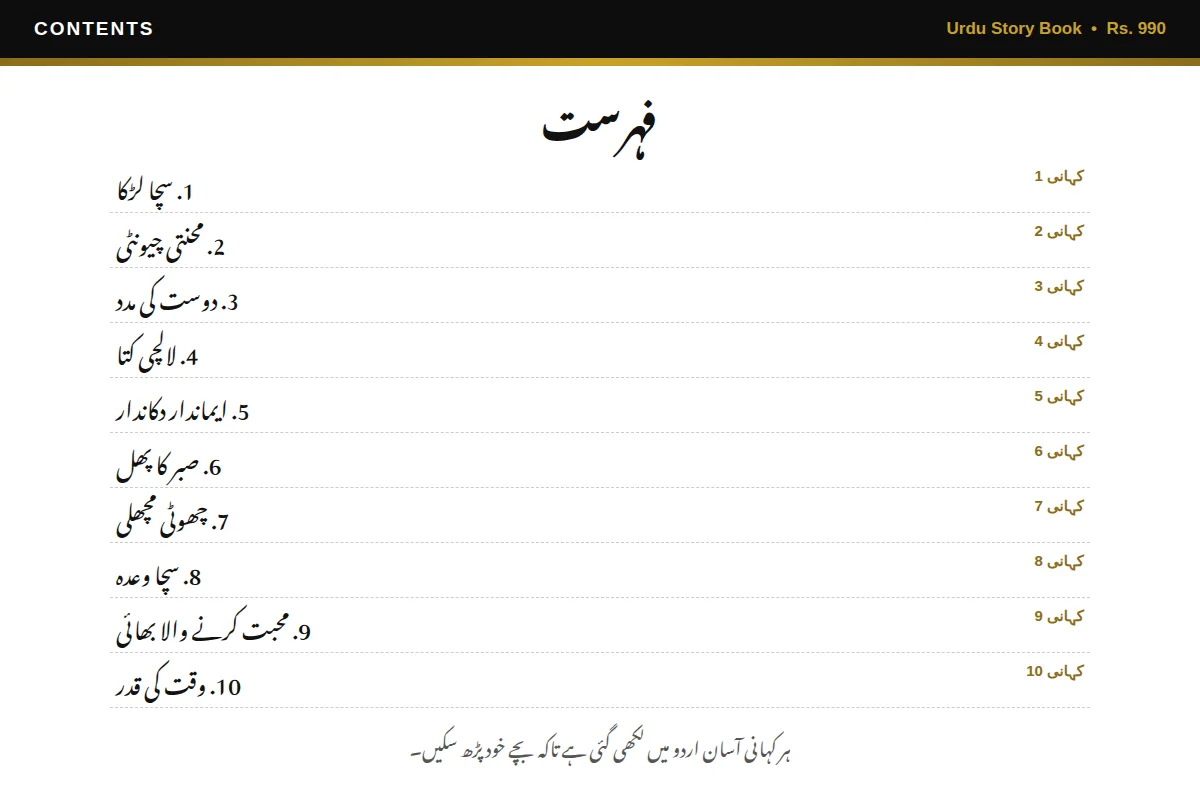 CONTENTS
Urdu Story Book • Rs. 990
فہرست
کہانی 1
1. سچا لڑکا
کہانی 2
2. محنتی چیونٹی
کہانی 3
3. دوست کی مدد
کہانی 4
4. لالچی کتا
کہانی 5
5. ایماندار دکاندار
کہانی 6
6. صبر کا پھل
کہانی 7
7. چھوٹی مچھلی
کہانی 8
8. سچا وعدہ
کہانی 9
9. محبت کرنے والا بھائی
کہانی 10
10. وقت کی قدر
ہر کہانی آسان اردو میں لکھی گئی ہے تاکہ بچے خود پڑھ سکیں۔